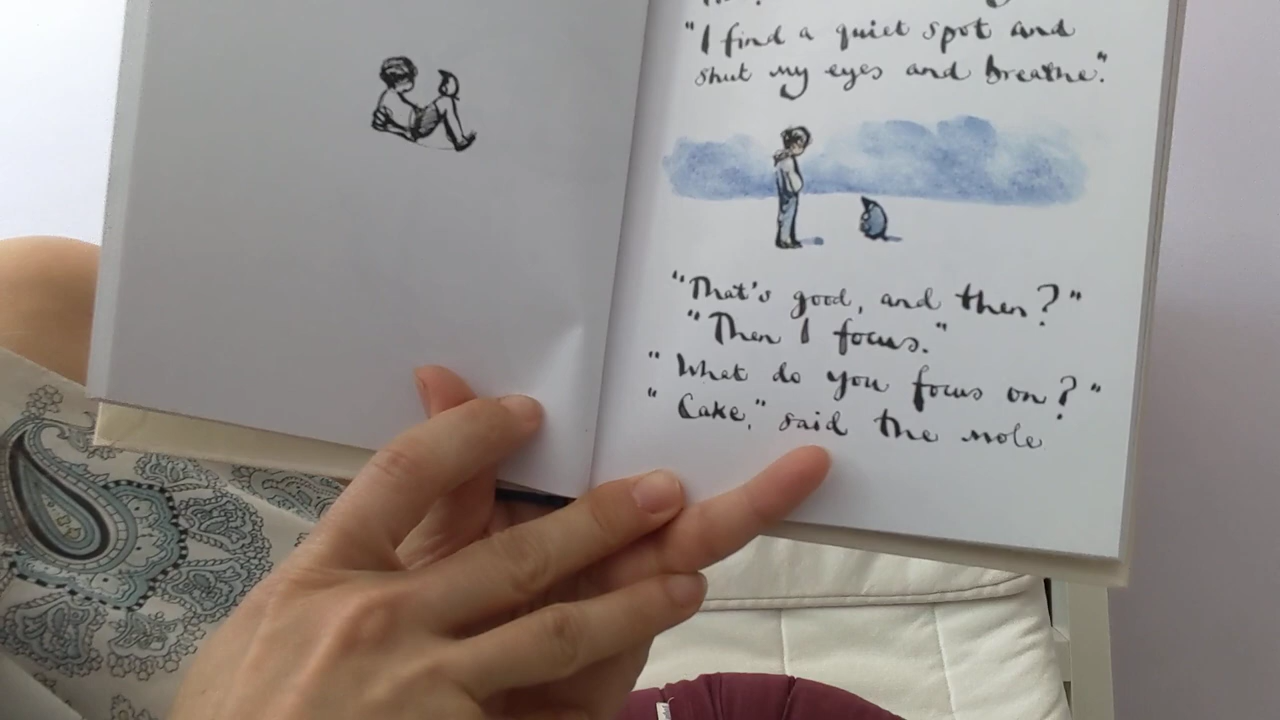 "I find a quiet spot and
shut my eyes and breathe."
"That's good, and then?"
"Then I focus."
"What do you focus on?"
"Cake," said the mole